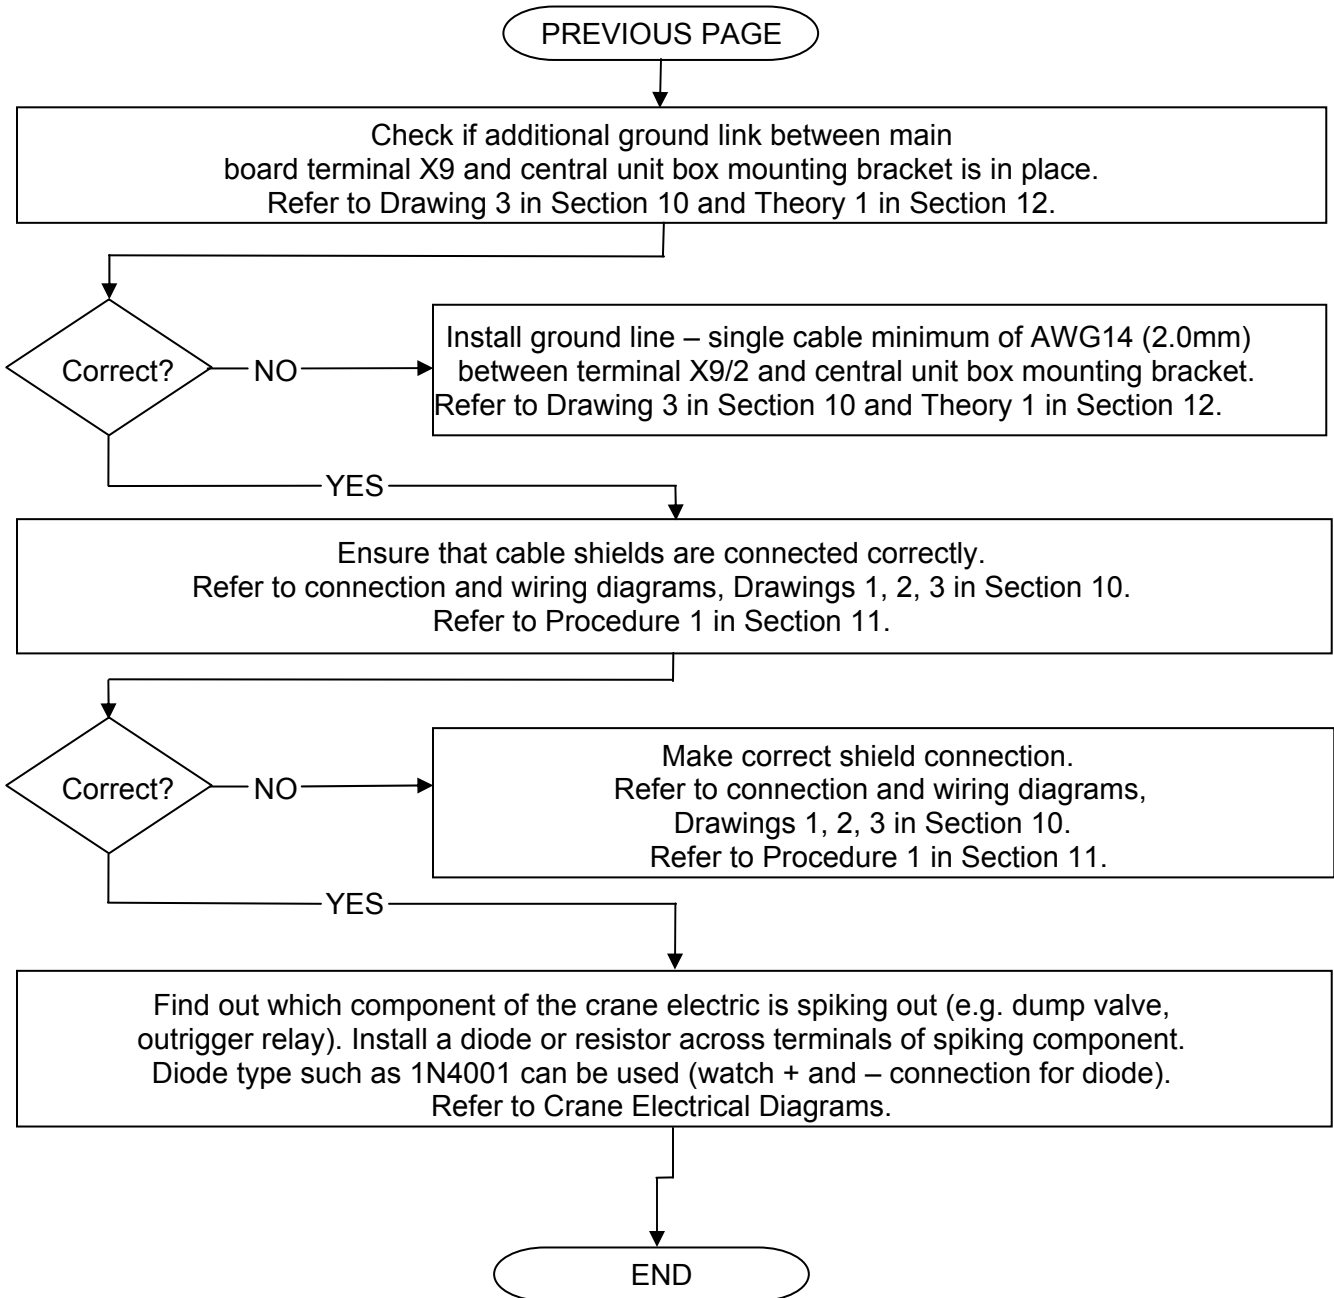 PREVIOUS PAGE
Check if additional ground link between main
board terminal X9 and central unit box mounting bracket is in place.
Refer to Drawing 3 in Section 10 and Theory 1 in Section 12.
Correct?
NO
Install ground line – single cable minimum of AWG14 (2.0mm)
between terminal X9/2 and central unit box mounting bracket.
Refer to Drawing 3 in Section 10 and Theory 1 in Section 12.
YES
Ensure that cable shields are connected correctly.
Refer to connection and wiring diagrams, Drawings 1, 2, 3 in Section 10.
Refer to Procedure 1 in Section 11.
Correct?
NO
Make correct shield connection.
Refer to connection and wiring diagrams,
Drawings 1, 2, 3 in Section 10.
Refer to Procedure 1 in Section 11.
YES
Find out which component of the crane electric is spiking out (e.g. dump valve,
outrigger relay). Install a diode or resistor across terminals of spiking component.
Diode type such as 1N4001 can be used (watch + and – connection for diode).
Refer to Crane Electrical Diagrams.
END